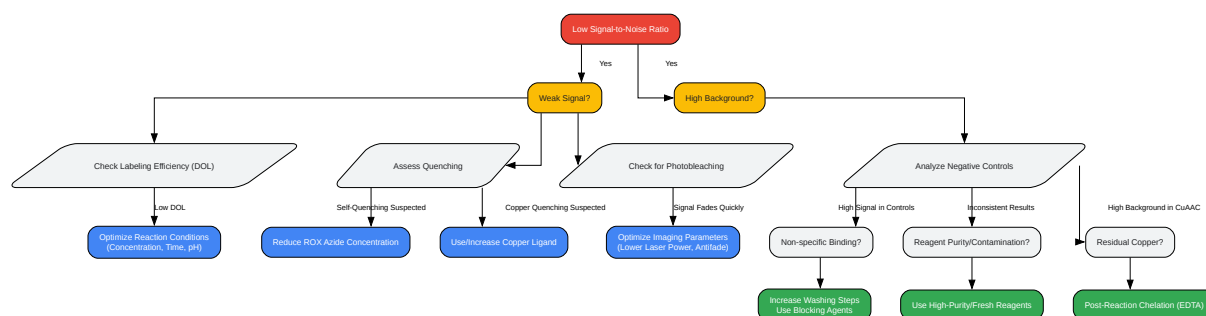 Low Signal-to-Noise Ratio
Yes
Yes
Weak Signal?
High Background?
Check Labeling Efficiency (DOL)
Assess Quenching
Check for Photobleaching
Analyze Negative Controls
Low DOL
Self-Quenching Suspected
Copper Quenching Suspected
Signal Fades Quickly
High Signal in Controls
Inconsistent Results
High Background in CuAAC
Optimize Reaction Conditions
(Concentration, Time, pH)
Reduce ROX Azide Concentration
Use/Increase Copper Ligand
Optimize Imaging Parameters
(Lower Laser Power, Antifade)
Non-specific Binding?
Reagent Purity/Contamination?
Residual Copper?
Increase Washing Steps
Use Blocking Agents
Use High-Purity/Fresh Reagents
Post-Reaction Chelation (EDTA)